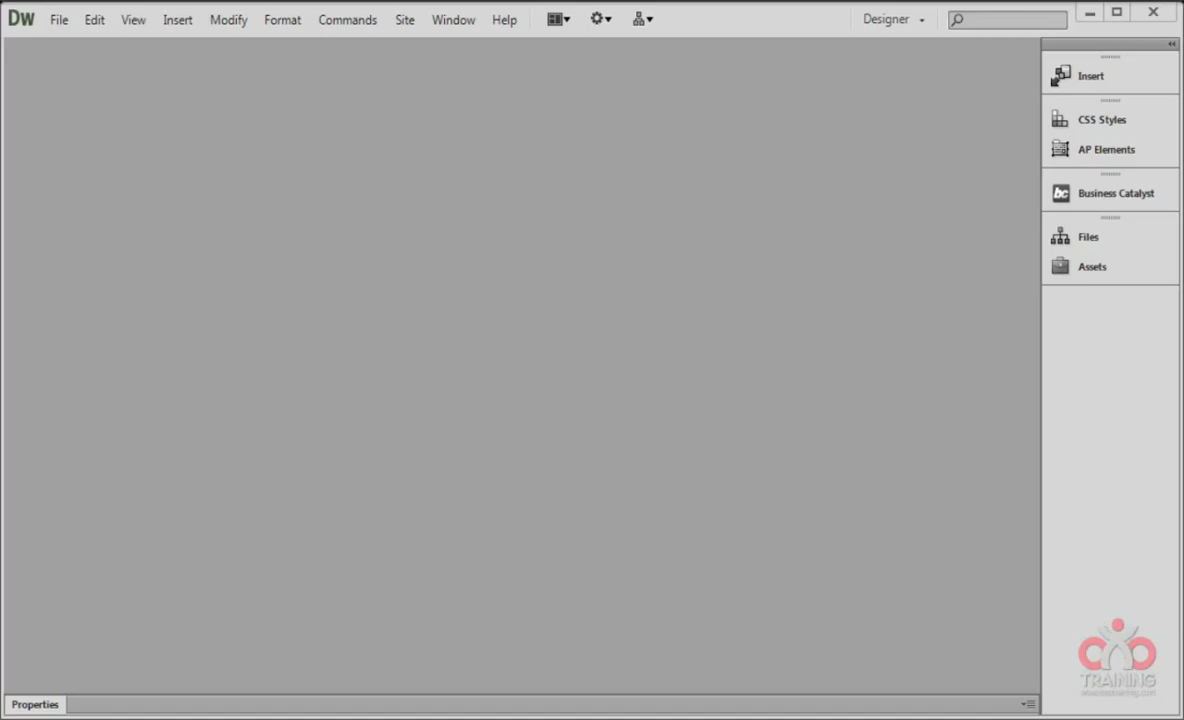 Dw File Edit View Insert Modify Format Commands Site Window Help Designer
Insert
CSS Styles
AP Elements
bc Business Catalyst
Files
Assets
TRAINING
Properties